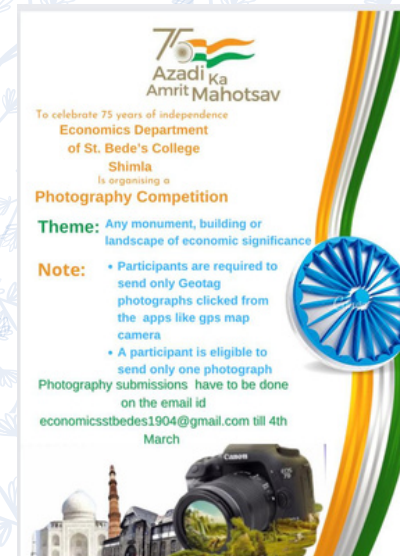 75
Azadi Ka
Amrit Mahotsav
To celebrate 75 years of independence
Economics Department
of St. Bede's College
Shimla
Is organising a
Photography Competition
Theme: Any monument, building or
landscape of economic significance
Note: • Participants are required to
send only Geotag
photographs clicked from
the apps like gps map
camera
• A participant is eligible to
send only one photograph
Photography submissions have to be done
on the email id
economicsstbedes1904@gmail.com till 4th
March
Canon